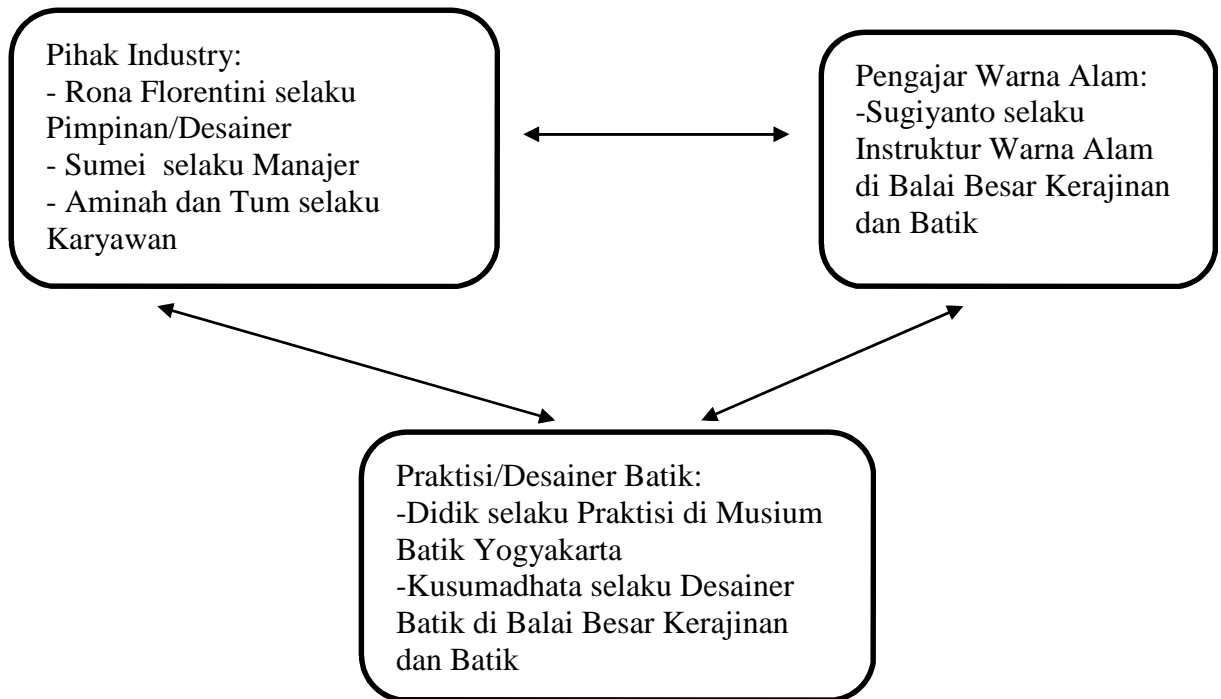 Pihak Industry:
- Rona Florentini selaku
Pimpinan/Desainer
- Sumei  selaku Manajer
- Aminah dan Tum selaku
Karyawan
Pengajar Warna Alam:
-Sugiyanto selaku
Instruktur Warna Alam
di Balai Besar Kerajinan
dan Batik
Praktisi/Desainer Batik:
-Didik selaku Praktisi di Musium
Batik Yogyakarta
-Kusumadhata selaku Desainer
Batik di Balai Besar Kerajinan
dan Batik